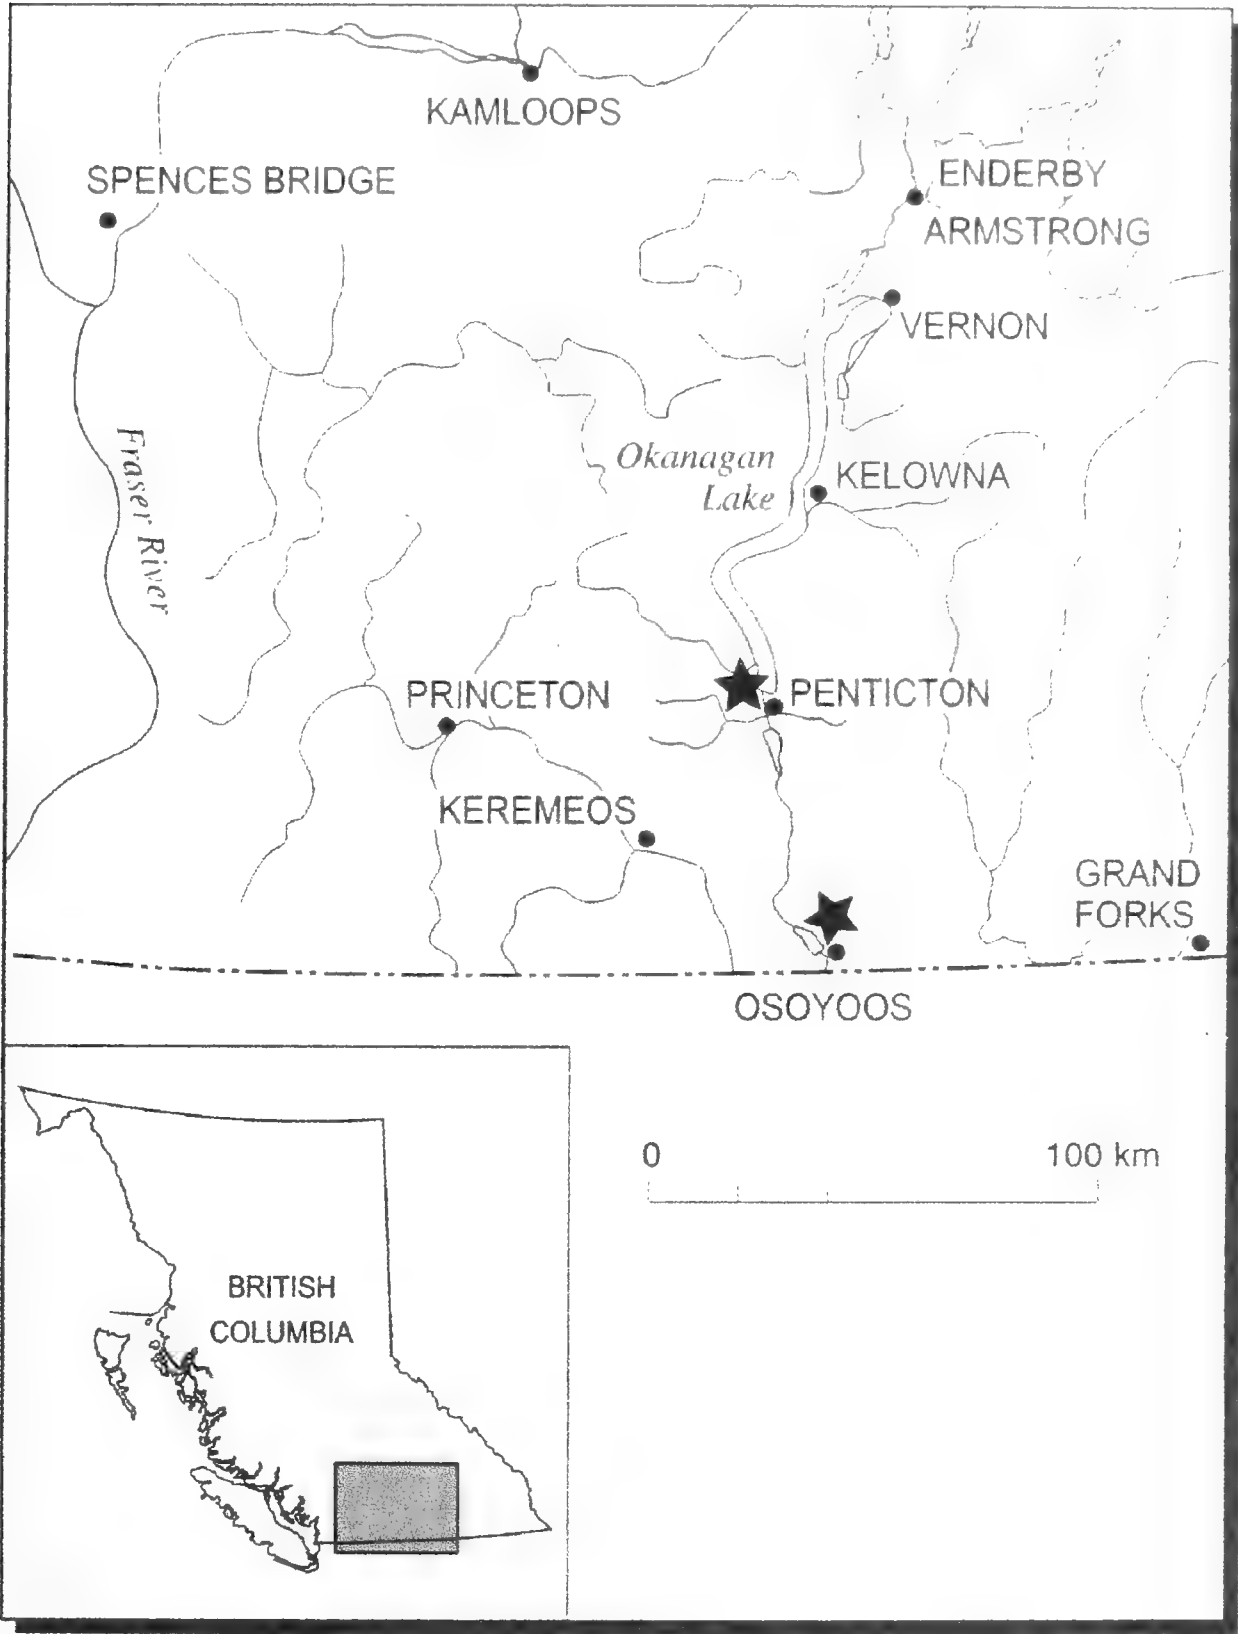 KAMLOOPS
SPENCES BRIDGE
ENDERBY
ARMSTRONG
VERNON
Okanagan
Lake
KELOWNA
Fraser River
PRINCETON
PENTICTON
KEREMEOS
GRAND
FORKS
OSOYOOS
0
100 km
BRITISH
COLUMBIA